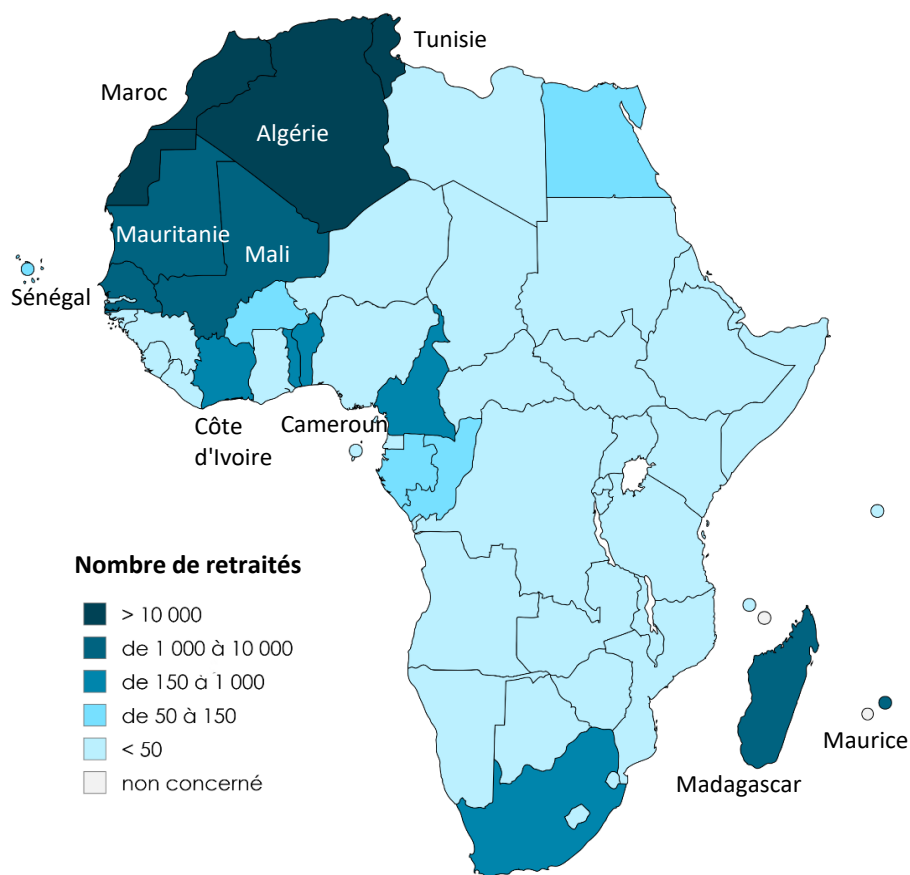 Tunisie
Maroc
Algérie
Mauritanie
Mali
Sénégal
Côte
d'Ivoire
Cameroun
Nombre de retraités
> 10 000
de 1 000 à 10 000
de 150 à 1 000
de 50 à 150
< 50
non concerné
Maurice
Madagascar